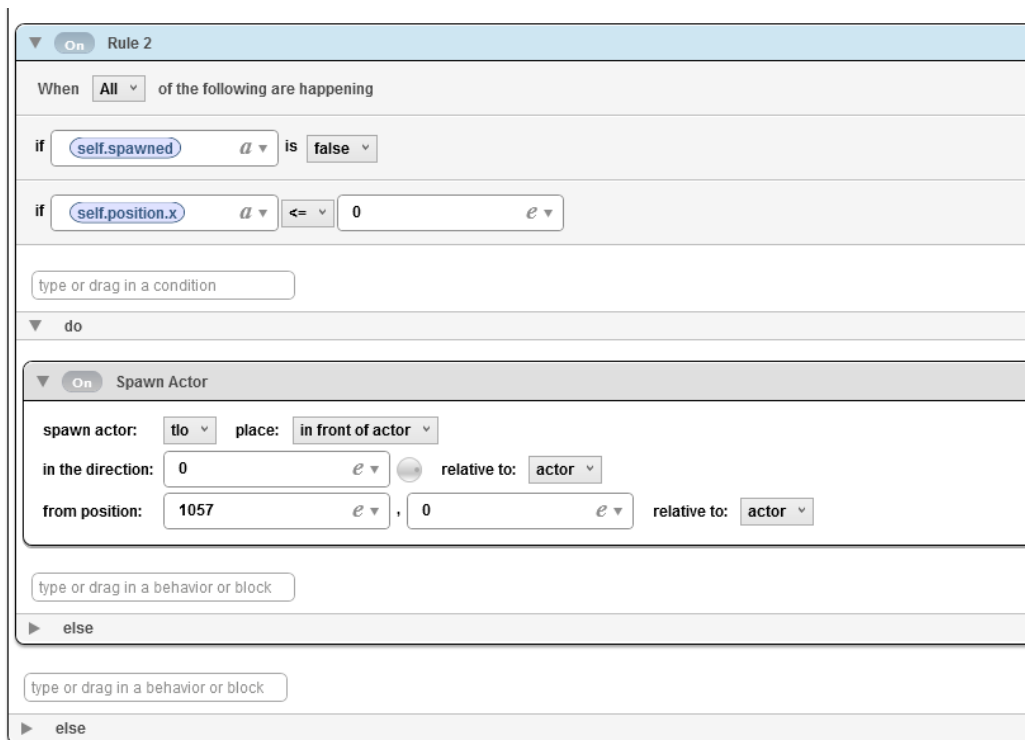 On Rule 2
When All of the following are happening
if self.spawned a is false
if self.position.x a <= 0 e
type or drag in a condition
do
On Spawn Actor
spawn actor: tlo place: in front of actor
in the direction: 0 e relative to: actor
from position: 1057 e , 0 e relative to: actor
type or drag in a behavior or block
else
type or drag in a behavior or block
else